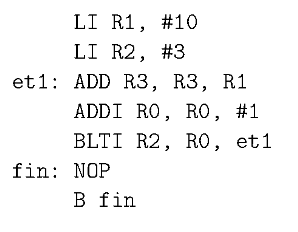 LI R1, #10
LI R2, #3
et1: ADD R3, R3, R1
ADDI R0, R0, #1
BLTI R2, R0, et1
fin: NOP
B fin